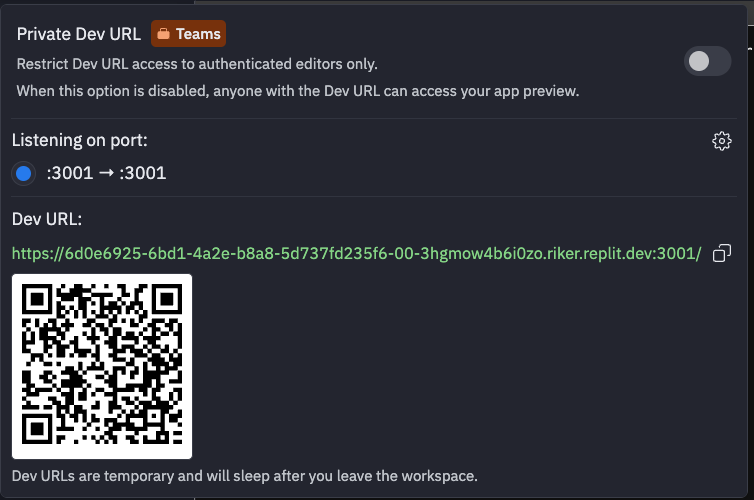 Private Dev URL Teams
Restrict Dev URL access to authenticated editors only.
When this option is disabled, anyone with the Dev URL can access your app preview.
Listening on port:
:3001 → :3001
Dev URL:
https://6d0e6925-6bd1-4a2e-b8a8-5d737fd235f6-00-3hgmow4b6i0zo.riker.replit.dev:3001/
Dev URLs are temporary and will sleep after you leave the workspace.